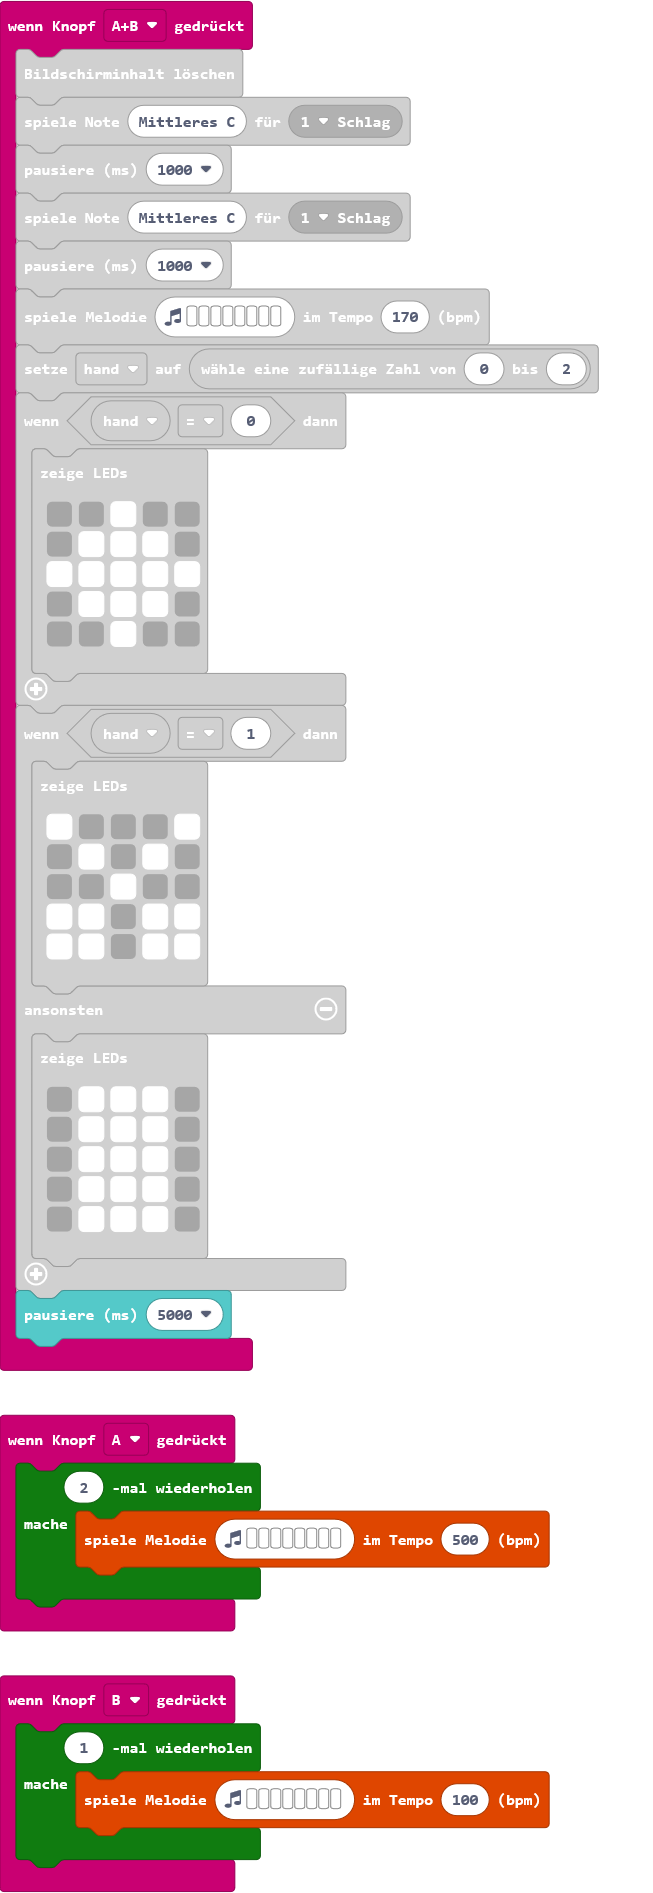 wenn Knopf A+B gedrückt
Bildschirminhalt löschen
spiele Note Mittleres C für 1 Schlag
pausiere (ms) 1000
spiele Note Mittleres C für 1 Schlag
pausiere (ms) 1000
spiele Melodie im Tempo 170 (bpm)
setze hand auf wähle eine zufällige Zahl von 0 bis 2
wenn hand = 0 dann
zeige LEDs
wenn hand = 1 dann
zeige LEDs
ansonsten
zeige LEDs
pausiere (ms) 5000
wenn Knopf A gedrückt
2 -mal wiederholen
mache
spiele Melodie im Tempo 500 (bpm)
wenn Knopf B gedrückt
1 -mal wiederholen
mache
spiele Melodie im Tempo 100 (bpm)